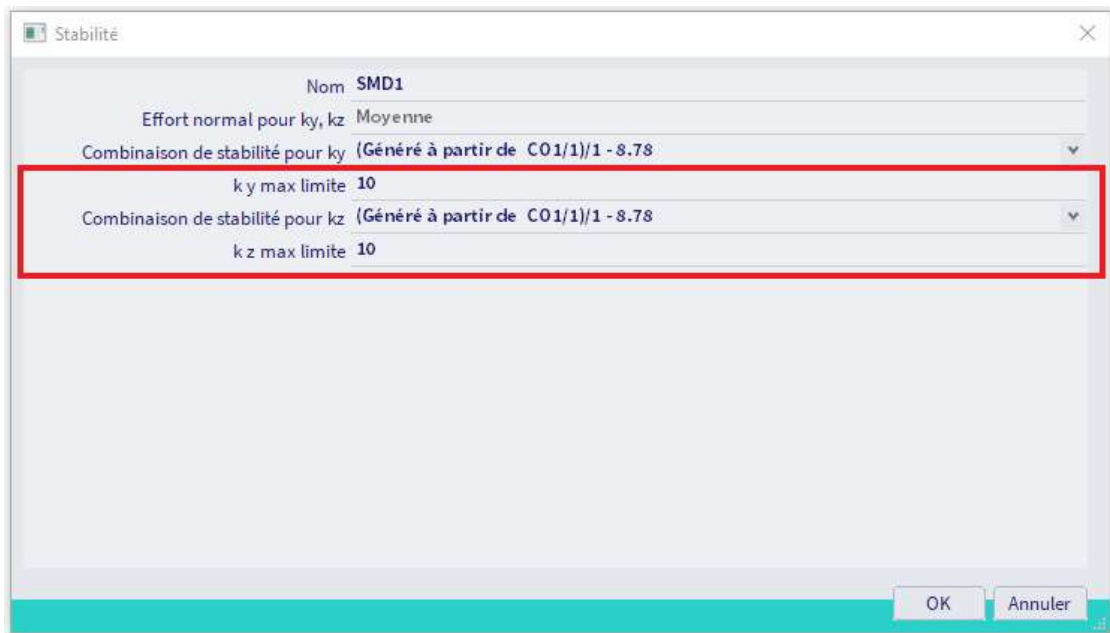 Stabilité
Nom SMD1
Effort normal pour ky, kz Moyenne
Combinaison de stabilité pour ky (Généré à partir de CO1/1)/1 - 8.78
k y max limite 10
Combinaison de stabilité pour kz (Généré à partir de CO1/1)/1 - 8.78
k z max limite 10
OK Annuler